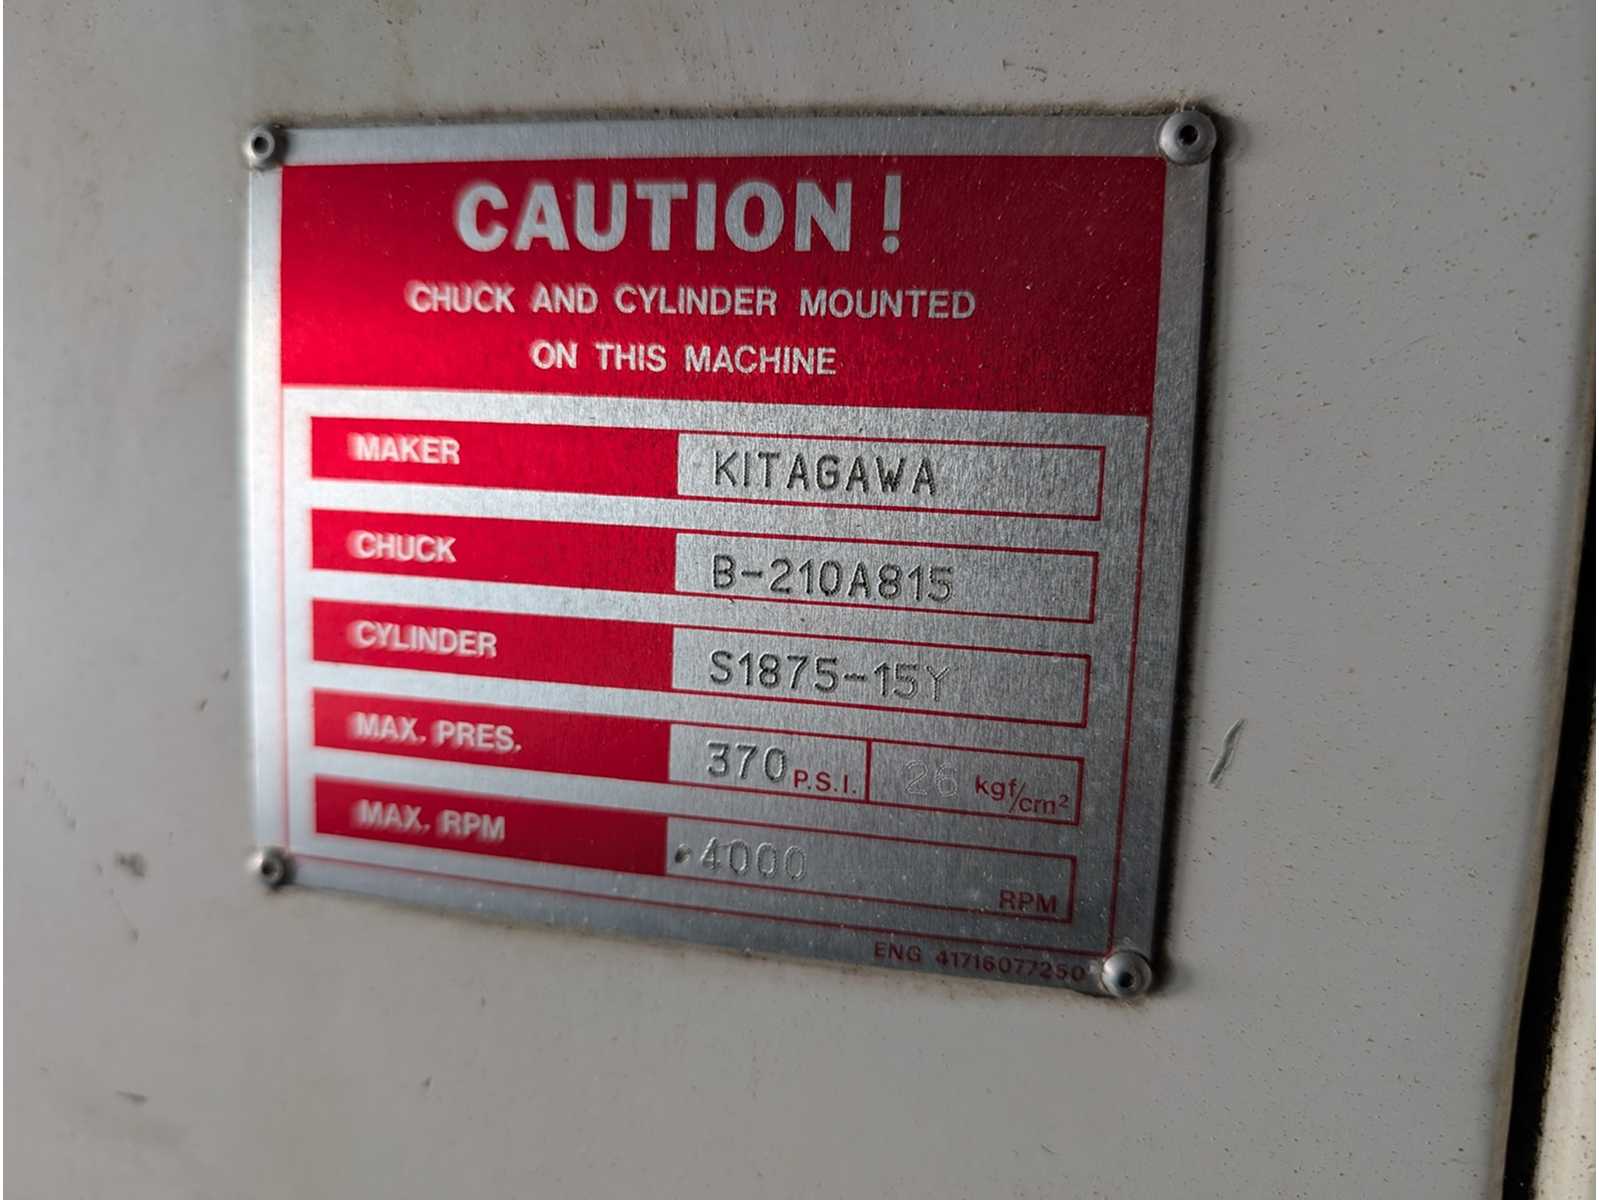 CAUTION!
CHUCK AND CYLINDER MOUNTED
ON THIS MACHINE
MAKER KITAGAWA
CHUCK B-210A815
CYLINDER S1875-15Y
MAX. PRES. 370 P.S.I. 26 kgf/cm²
MAX. RPM 4000 RPM
ENG 41716077250